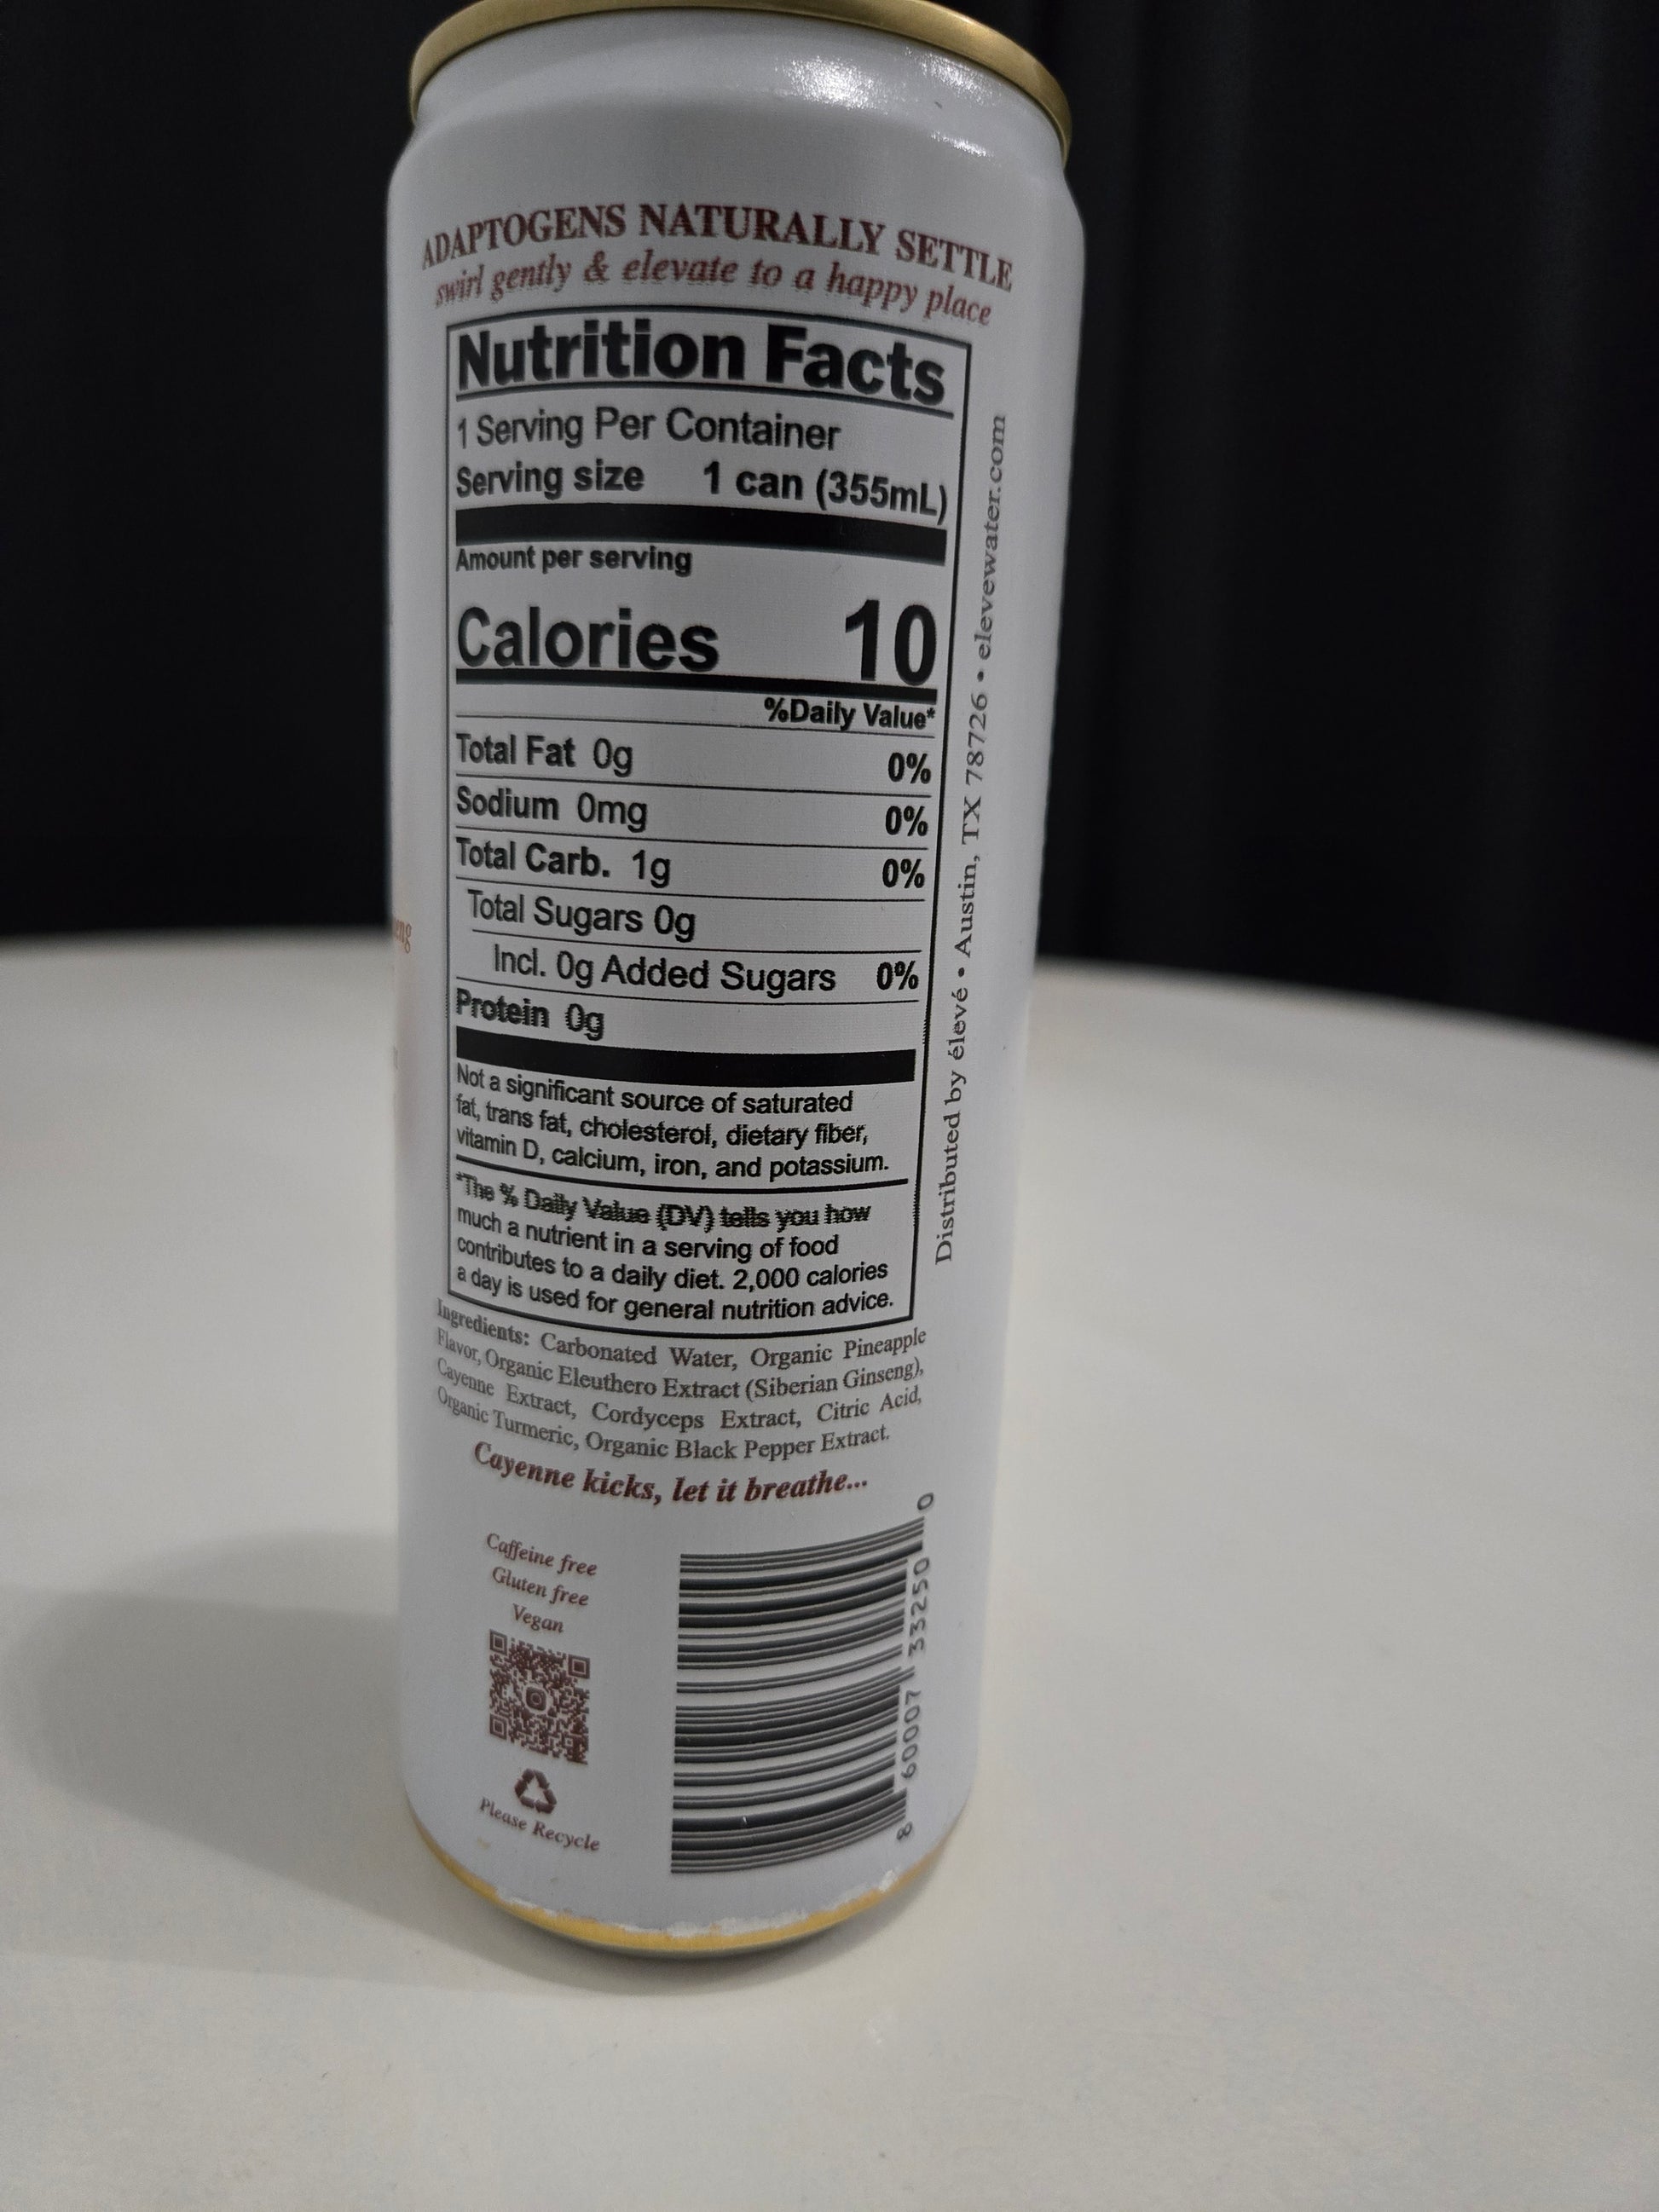 ADAPTOGENS NATURALLY SETTLE
swirl gently & elevate to a happy place
Nutrition Facts
1 Serving Per Container
Serving size 1 can (355mL)
Amount per serving
Calories 10
%Daily Value*
Total Fat 0g 0%
Sodium 0mg 0%
Total Carb. 1g 0%
Total Sugars 0g
Incl. 0g Added Sugars 0%
Protein 0g
Not a significant source of saturated
fat, trans fat, cholesterol, dietary fiber,
vitamin D, calcium, iron, and potassium.
*The % Daily Value (DV) tells you how
much a nutrient in a serving of food
contributes to a daily diet. 2,000 calories
a day is used for general nutrition advice.
Distributed by élevé • Austin, TX 78726 • elevewater.com
Ingredients: Carbonated Water, Organic Pineapple
Flavor, Organic Eleuthero Extract (Siberian Ginseng),
Cayenne Extract, Cordyceps Extract, Citric Acid,
Organic Turmeric, Organic Black Pepper Extract.
Cayenne kicks, let it breathe...
Caffeine free
Gluten free
Vegan
Please Recycle
8 60007 33250 0